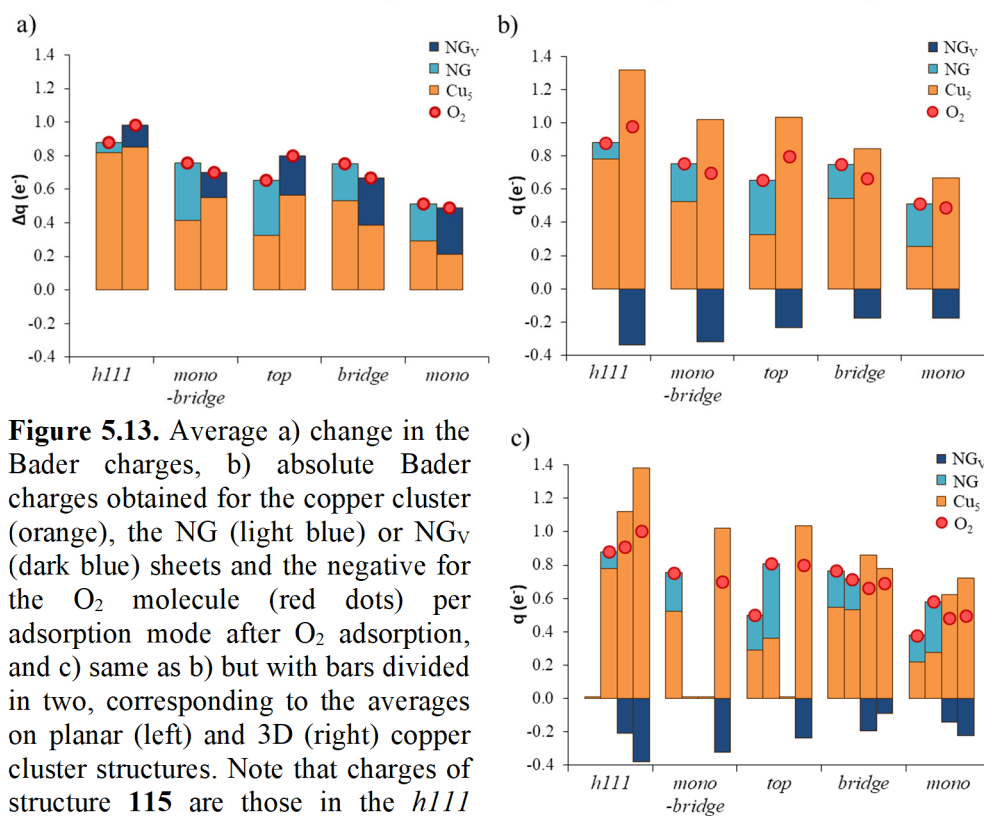 a)
1.4
1.2
1.0
0.8
0.6
0.4
0.2
0.0
-0.2
-0.4
Δq (e⁻)
NGV
NG
Cu5
O2
h111
mono
-bridge
top
bridge
mono
b)
1.4
1.2
1.0
0.8
0.6
0.4
0.2
0.0
-0.2
-0.4
q (e⁻)
NGV
NG
Cu5
O2
h111
mono
-bridge
top
bridge
mono
Figure 5.13. Average a) change in the
Bader charges, b) absolute Bader
charges obtained for the copper cluster
(orange), the NG (light blue) or NGV
(dark blue) sheets and the negative for
the O2 molecule (red dots) per
adsorption mode after O2 adsorption,
and c) same as b) but with bars divided
in two, corresponding to the averages
on planar (left) and 3D (right) copper
cluster structures. Note that charges of
structure 115 are those in the h111
c)
1.4
1.2
1.0
0.8
0.6
0.4
0.2
0.0
-0.2
-0.4
q (e⁻)
NGV
NG
Cu5
O2
h111
mono
-bridge
top
bridge
mono